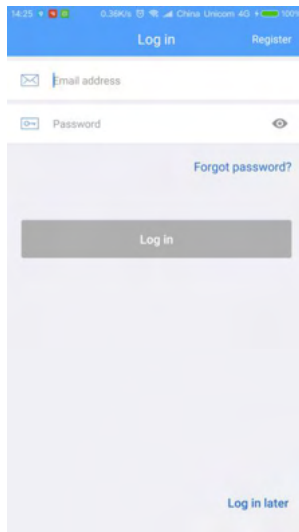 14:25 0.36K/s China Unicom 4G 100%
Log in Register
Email address
Password
Forgot password?
Log in
Log in later